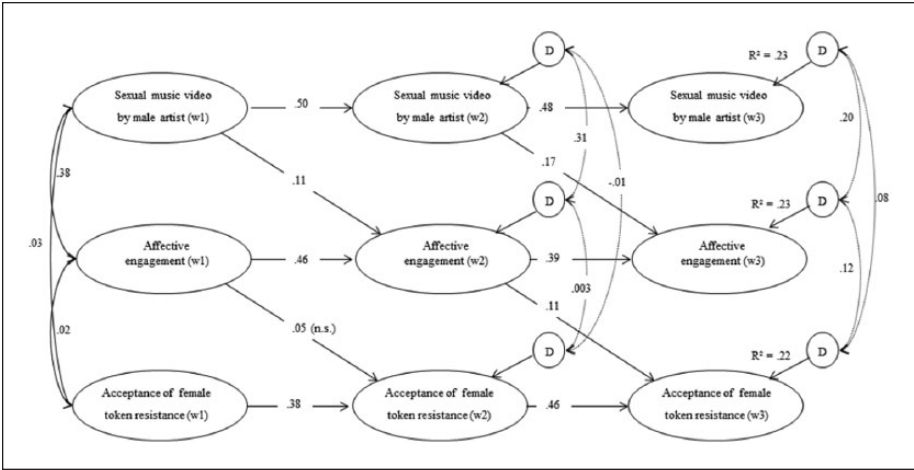 D
D
R² = .23
Sexual music video
by male artist (w1)
.50
Sexual music video
by male artist (w2)
.48
Sexual music video
by male artist (w3)
.31
.20
.38
.11
.17
-.01
D
R² = .23
D
.08
.03
Affective
engagement (w1)
.46
Affective
engagement (w2)
.39
Affective
engagement (w3)
.12
.003
.02
.05 (n.s.)
.11
D
R² = .22
D
Acceptance of female
token resistance (w1)
.38
Acceptance of female
token resistance (w2)
.46
Acceptance of female
token resistance (w3)